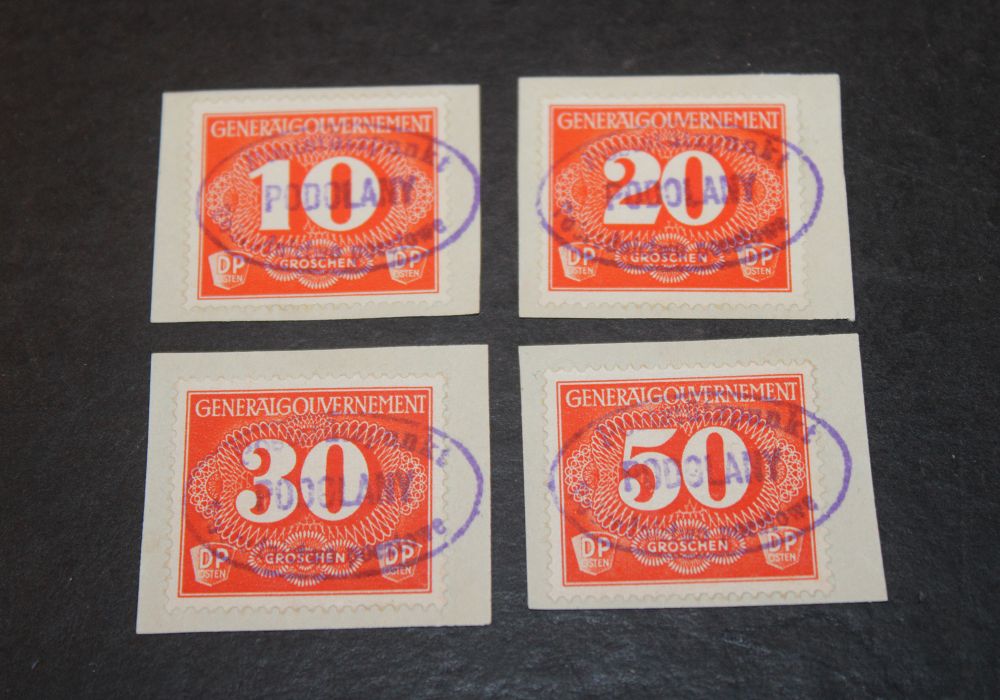 GENERALGOUVERNEMENT
10
PODOLANY
GROSCHEN
DP
OSTEN
DP
OSTEN
GENERALGOUVERNEMENT
20
PODOLANY
GROSCHEN
DP
OSTEN
DP
OSTEN
GENERALGOUVERNEMENT
30
PODOLANY
GROSCHEN
DP
OSTEN
DP
OSTEN
GENERALGOUVERNEMENT
50
PODOLANY
GROSCHEN
DP
OSTEN
DP
OSTEN